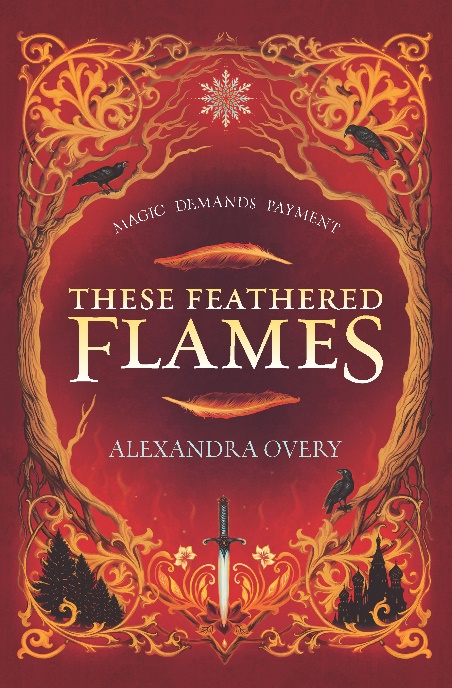 MAGIC DEMANDS PAYMENT
THESE FEATHERED
FLAMES
ALEXANDRA OVERY